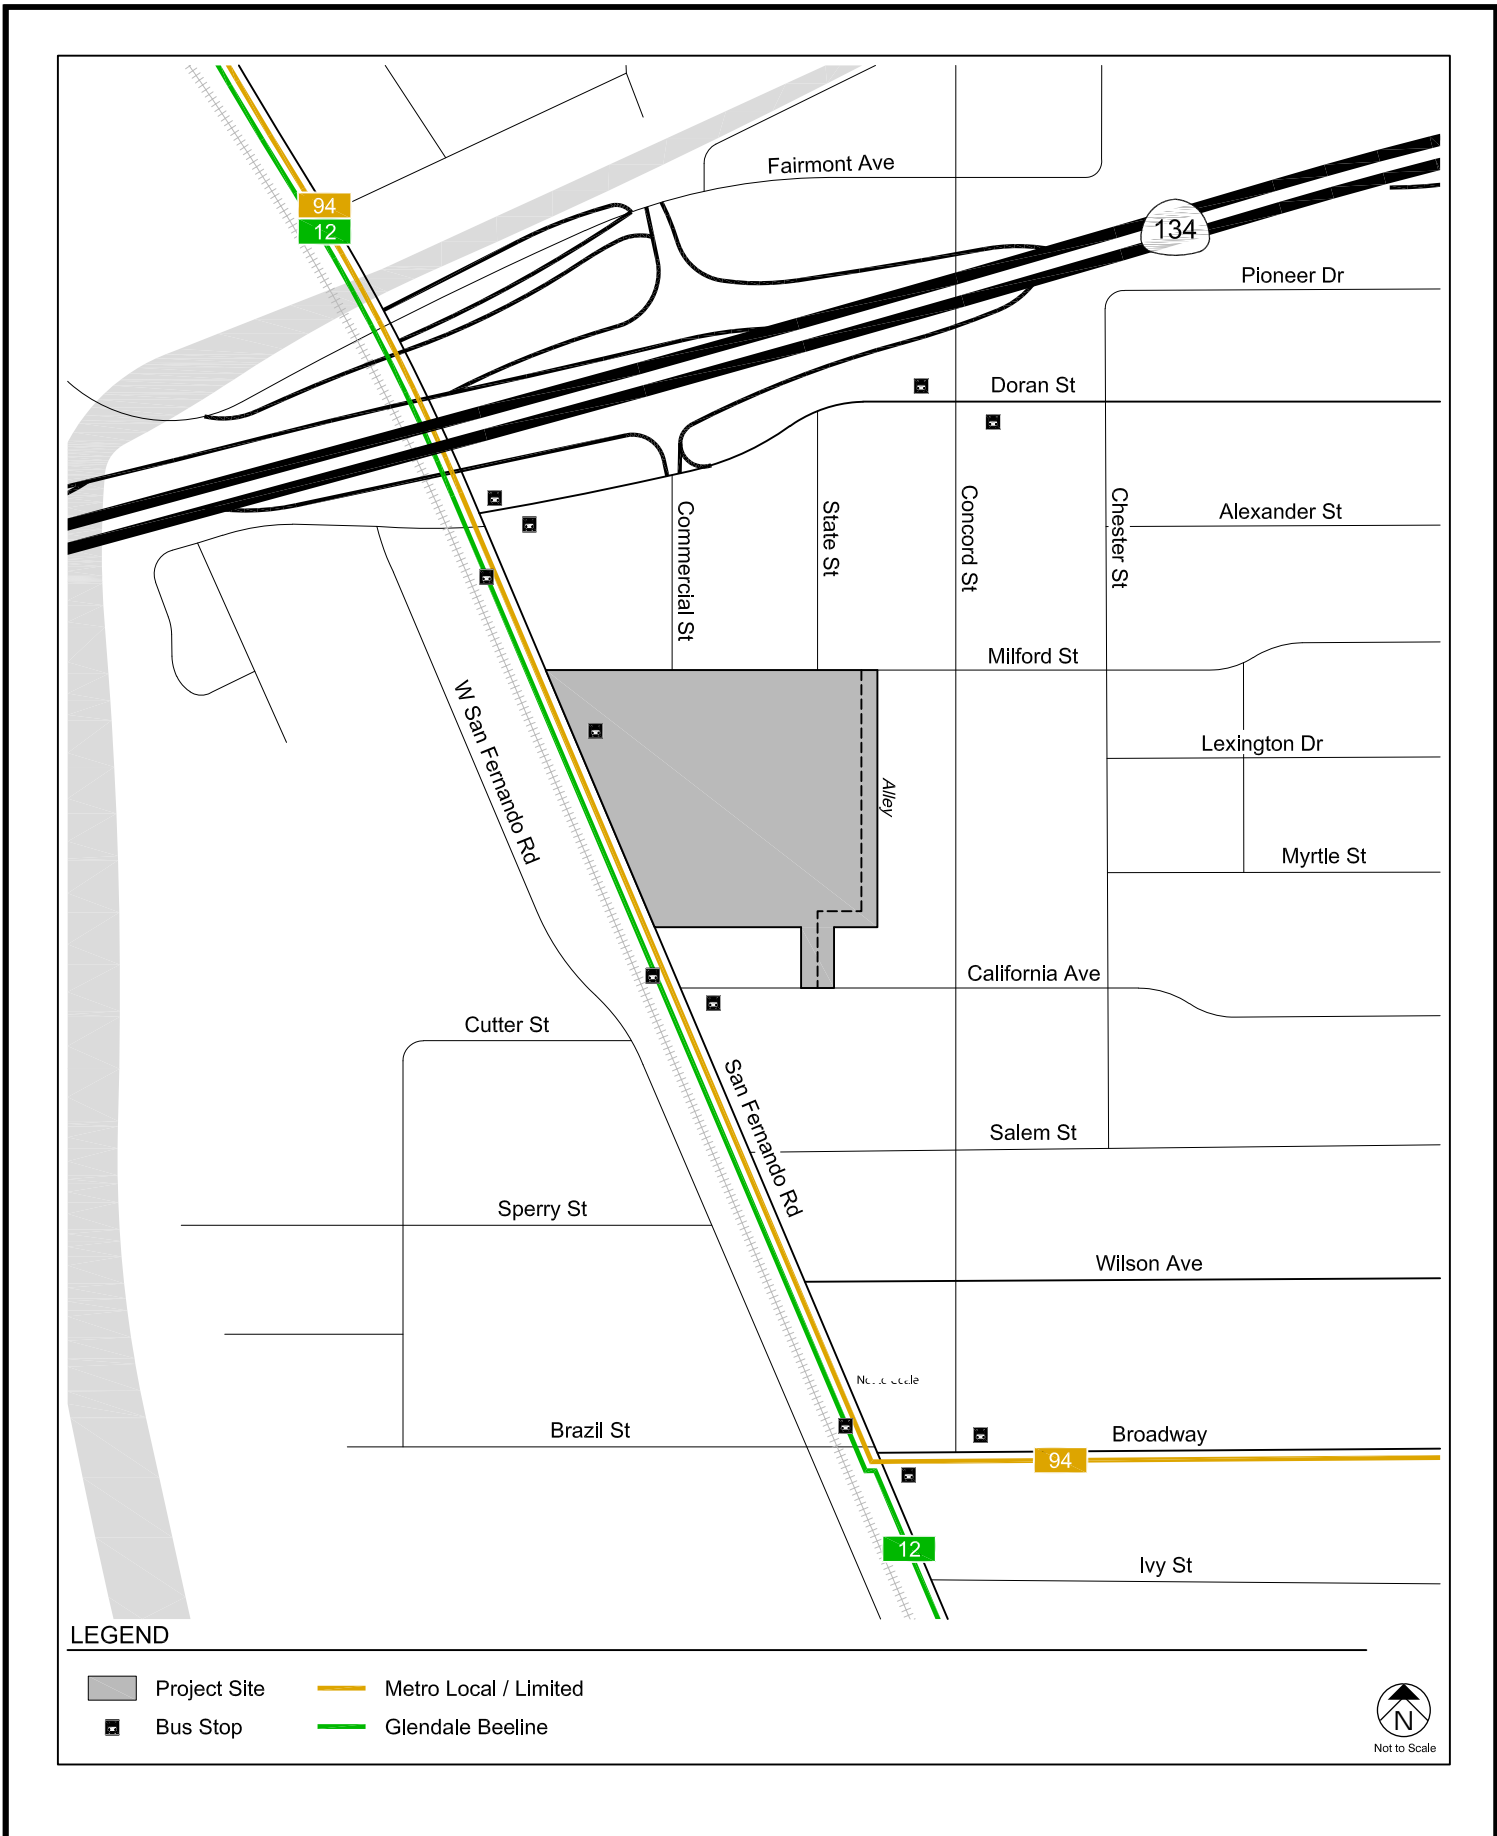 Fairmont Ave
94
12
134
Pioneer Dr
Doran St
Commercial St
State St
Concord St
Chester St
Alexander St
Milford St
W San Fernando Rd
Lexington Dr
Alley
Myrtle St
California Ave
Cutter St
San Fernando Rd
Salem St
Sperry St
Wilson Ave
Brazil St
Broadway
94
12
Ivy St
LEGEND
Project Site
Metro Local / Limited
Bus Stop
Glendale Beeline
N
Not to Scale